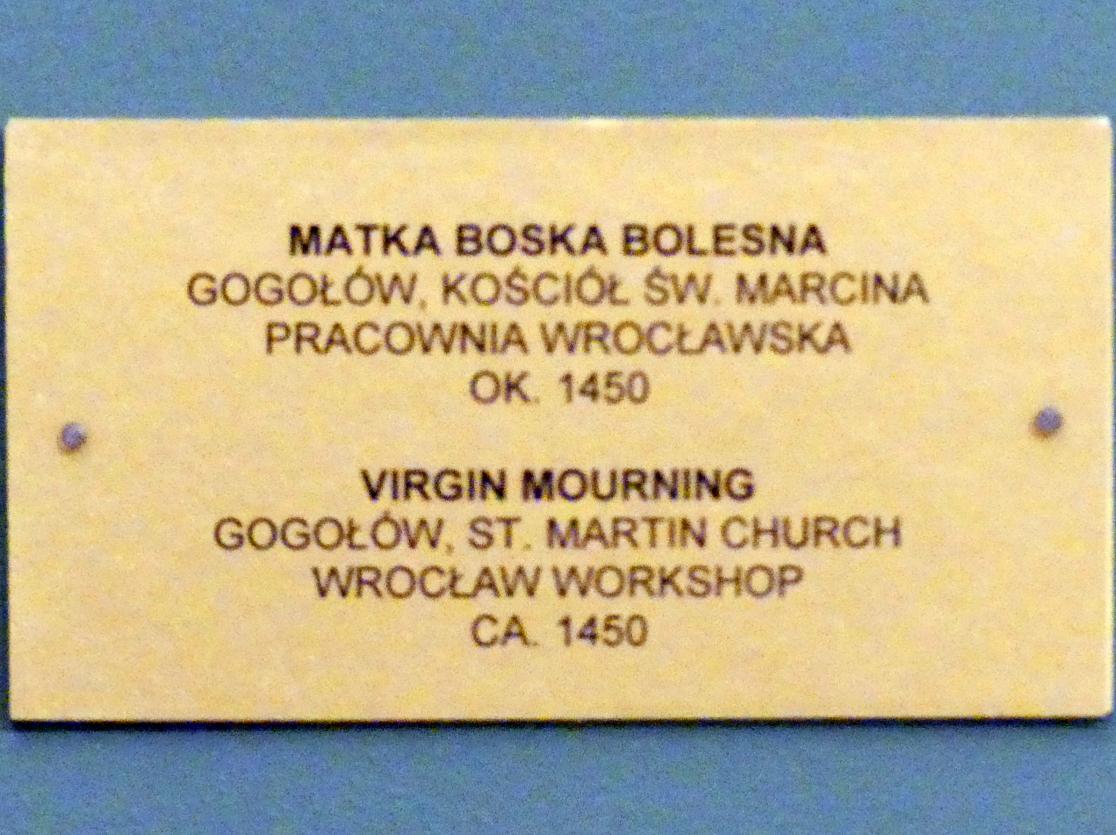 MATKA BOSKA BOLESNA
GOGOŁÓW, KOŚCIÓŁ ŚW. MARCINA
PRACOWNIA WROCŁAWSKA
OK. 1450
VIRGIN MOURNING
GOGOŁÓW, ST. MARTIN CHURCH
WROCŁAW WORKSHOP
CA. 1450